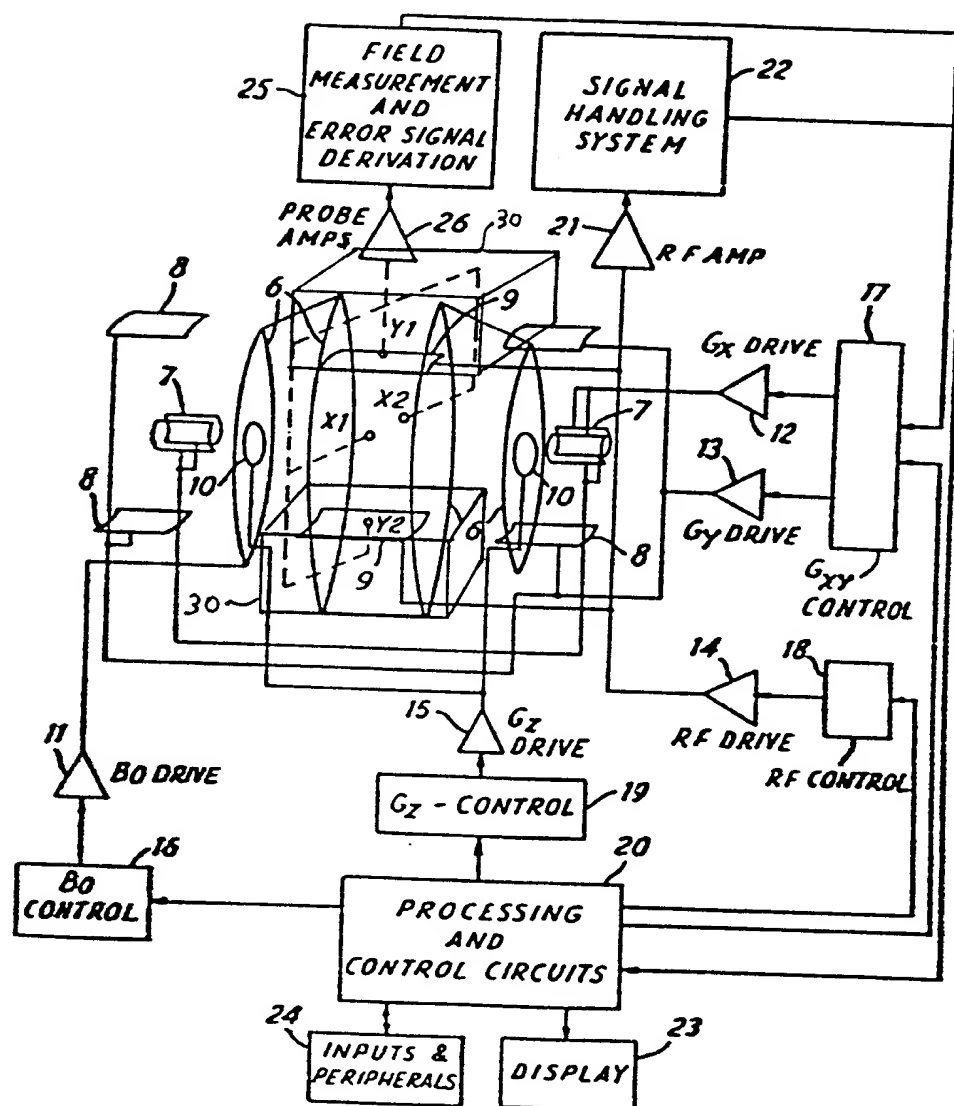 FIELD
MEASUREMENT
AND
ERROR SIGNAL
DERIVATION
25
SIGNAL
HANDLING
SYSTEM
22
PROBE
AMPS
26
30
21
RF AMP
8
6
9
Y1
17
GX DRIVE
12
7
X1
X2
7
10
10
13
GY DRIVE
8
Y2
6
8
9
GXY
CONTROL
30
14
18
15
GZ
DRIVE
RF DRIVE
RF CONTROL
11
BO DRIVE
GZ - CONTROL
19
16
BO
CONTROL
20
PROCESSING
AND
CONTROL CIRCUITS
24
INPUTS &
PERIPHERALS
DISPLAY
23